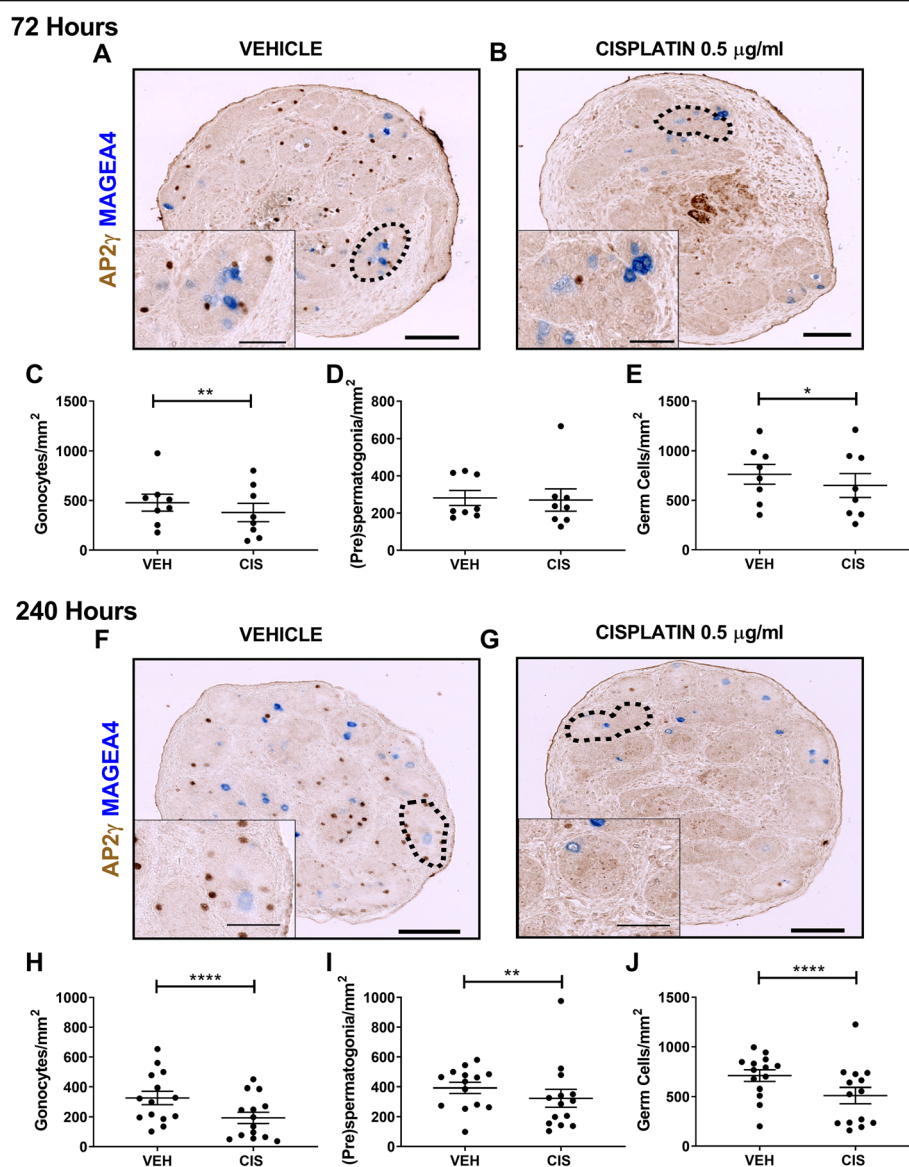 72 Hours
A
VEHICLE
B
CISPLATIN 0.5 μg/ml
AP2γ MAGEA4
C
Gonocytes/mm²
1500
1000
500
0
**
VEH
CIS
D
(Pre)spermatogonia/mm²
800
600
400
200
0
VEH
CIS
E
Germ Cells/mm²
1500
1000
500
0
*
VEH
CIS
240 Hours
F
VEHICLE
G
CISPLATIN 0.5 μg/ml
AP2γ MAGEA4
H
Gonocytes/mm²
1000
800
600
400
200
0
****
VEH
CIS
I
(Pre)spermatogonia/mm²
1000
800
600
400
200
0
**
VEH
CIS
J
Germ Cells/mm²
1500
1000
500
0
****
VEH
CIS